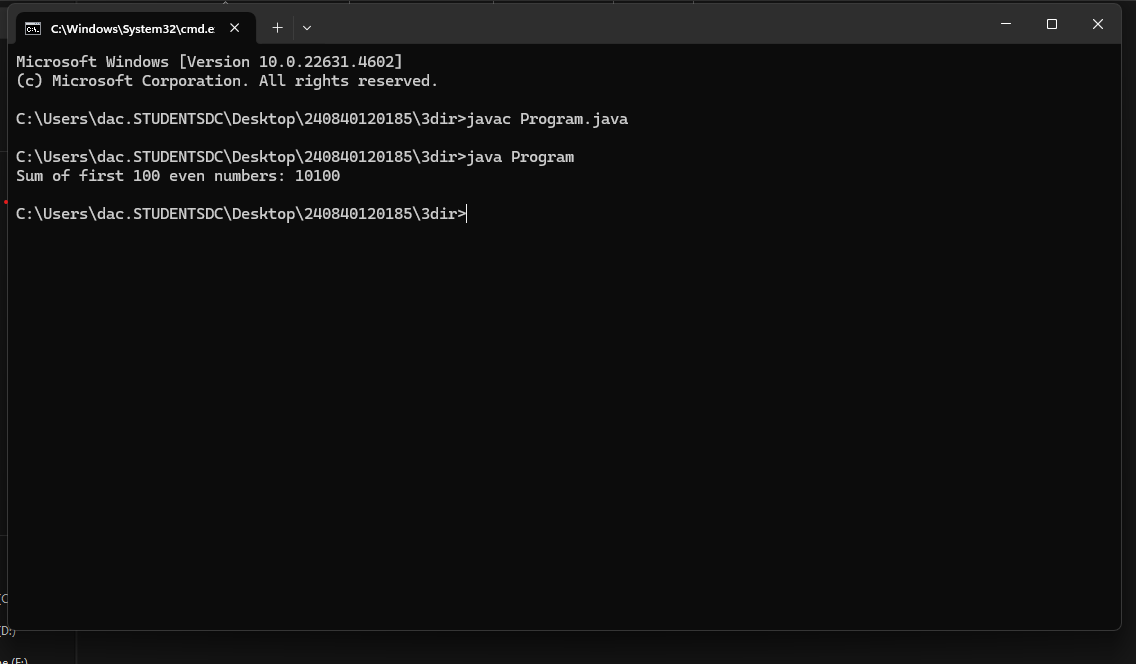 C:\Windows\System32\cmd.e
Microsoft Windows [Version 10.0.22631.4602]
(c) Microsoft Corporation. All rights reserved.
C:\Users\dac.STUDENTSDC\Desktop\240840120185\3dir>javac Program.java
C:\Users\dac.STUDENTSDC\Desktop\240840120185\3dir>java Program
Sum of first 100 even numbers: 10100
C:\Users\dac.STUDENTSDC\Desktop\240840120185\3dir>
(C
(D:)
e (F:)